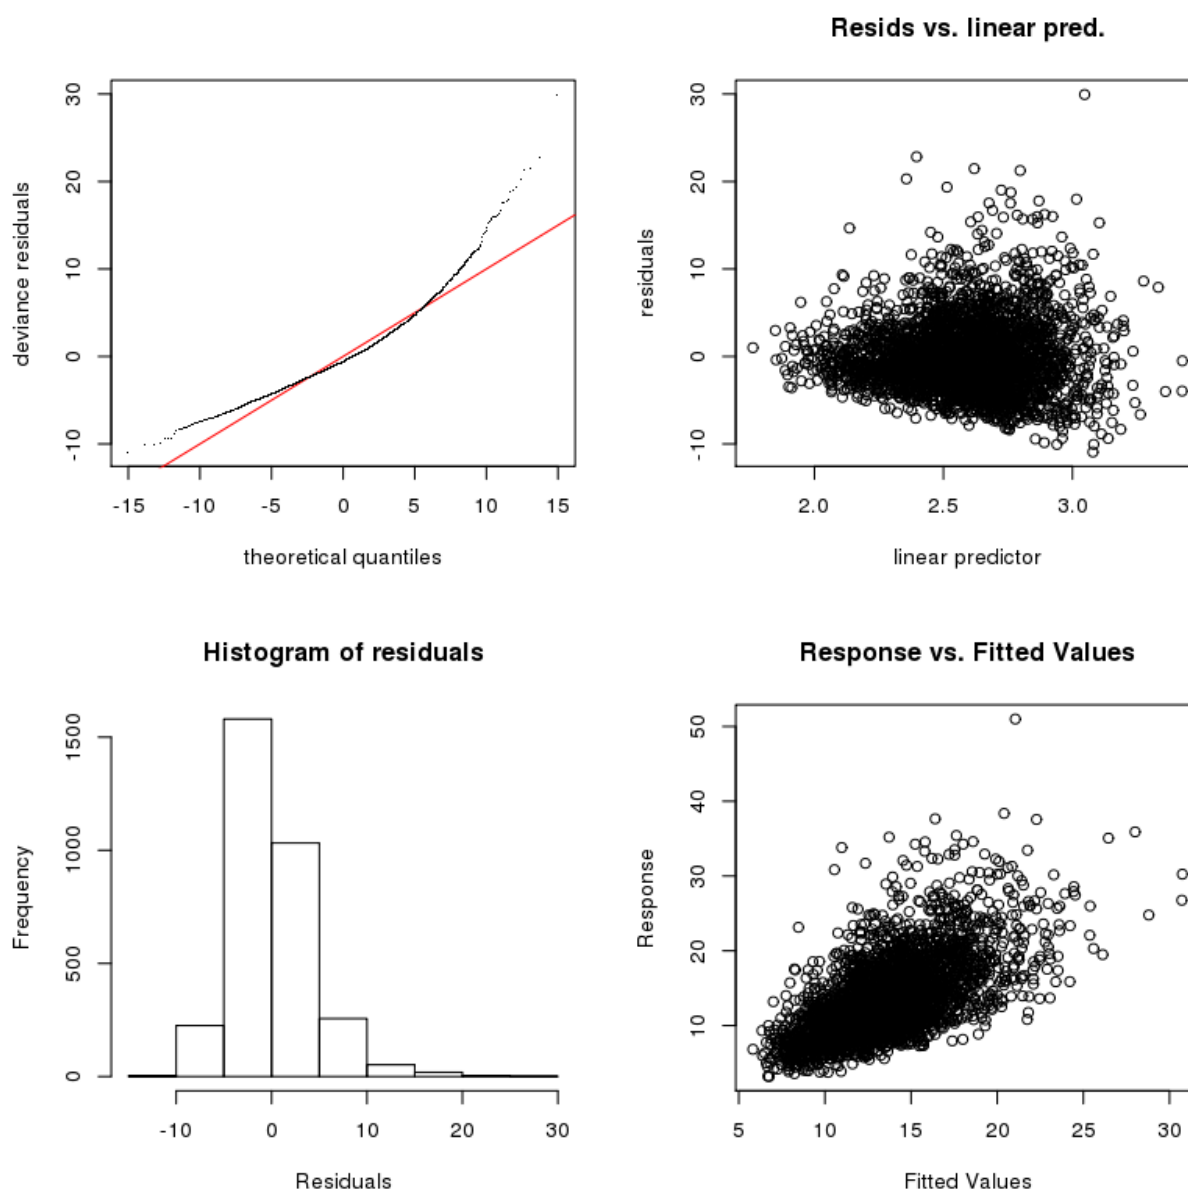 deviance residuals
30
20
10
0
-10
-15 -10 -5 0 5 10 15
theoretical quantiles
Resids vs. linear pred.
residuals
30
20
10
0
-10
2.0 2.5 3.0
linear predictor
Histogram of residuals
Frequency
1500
1000
500
0
-10 0 10 20 30
Residuals
Response vs. Fitted Values
Response
50
40
30
20
10
5 10 15 20 25 30
Fitted Values